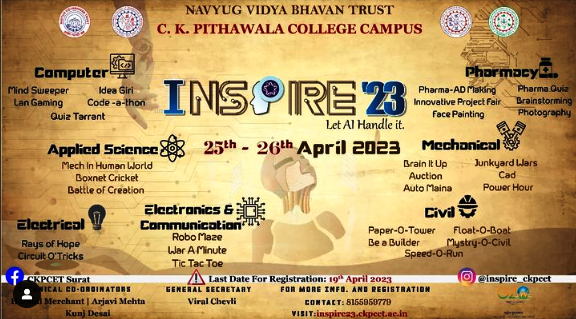 NAVYUG VIDYA BHAVAN TRUST
C. K. PITHAWALA COLLEGE CAMPUS
INSPIRE '23
Let AI Handle it.
25th - 26th April 2023
Computer
Mind Sweeper Idea Giri
Lan Gaming Code -a-thon
Quiz Tarrant
Applied Science
Mech In Human World
Boxnet Cricket
Battle of Creation
Electrical
Rays of Hope
Circuit O'Tricks
Electronics &
Communication
Robo Maze
War A Minute
Tic Tac Toe
Pharmacy
Pharma-AD Making Pharma Quiz
Innovative Project Fair Brainstorming
Face Painting Photography
Mechanical
Brain It Up Junkyard Wars
Auction Cad
Auto Maina Power Hour
Civil
Paper-O-Tower Float-O-Boat
Be a Builder Mystry-O-Civil
Speed-O-Run
CKPCET Surat
Last Date For Registration: 19th April 2023
@inspire_ckpcet
CO-ORDINATORS
Merchant | Arjavi Mehta
Kunj Desai
GENERAL SECRETARY
Viral Chevli
FOR MORE INFO. AND REGISTRATION
CONTACT: 8155959779
VISIT:inspire23.ckpcet.ac.in